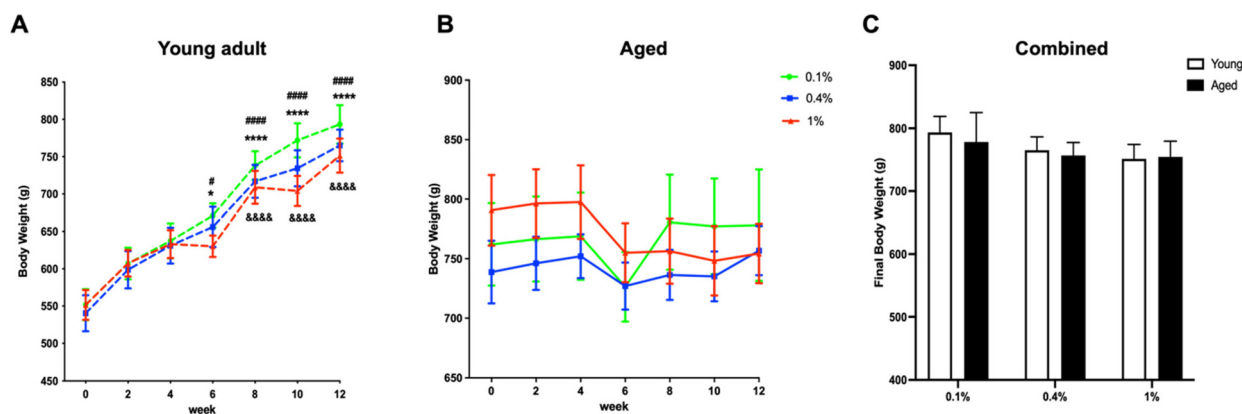 A
Young adult
Body Weight (g)
850
800
750
700
650
600
550
500
450
0 2 4 6 8 10 12
week
#
*
####
****
&&&&
####
****
&&&&
####
****
&&&&
B
Aged
Body Weight (g)
900
850
800
750
700
650
0 2 4 6 8 10 12
week
0.1%
0.4%
1%
C
Combined
Final Body Weight (g)
900
800
700
600
500
400
0.1% 0.4% 1%
Young
Aged